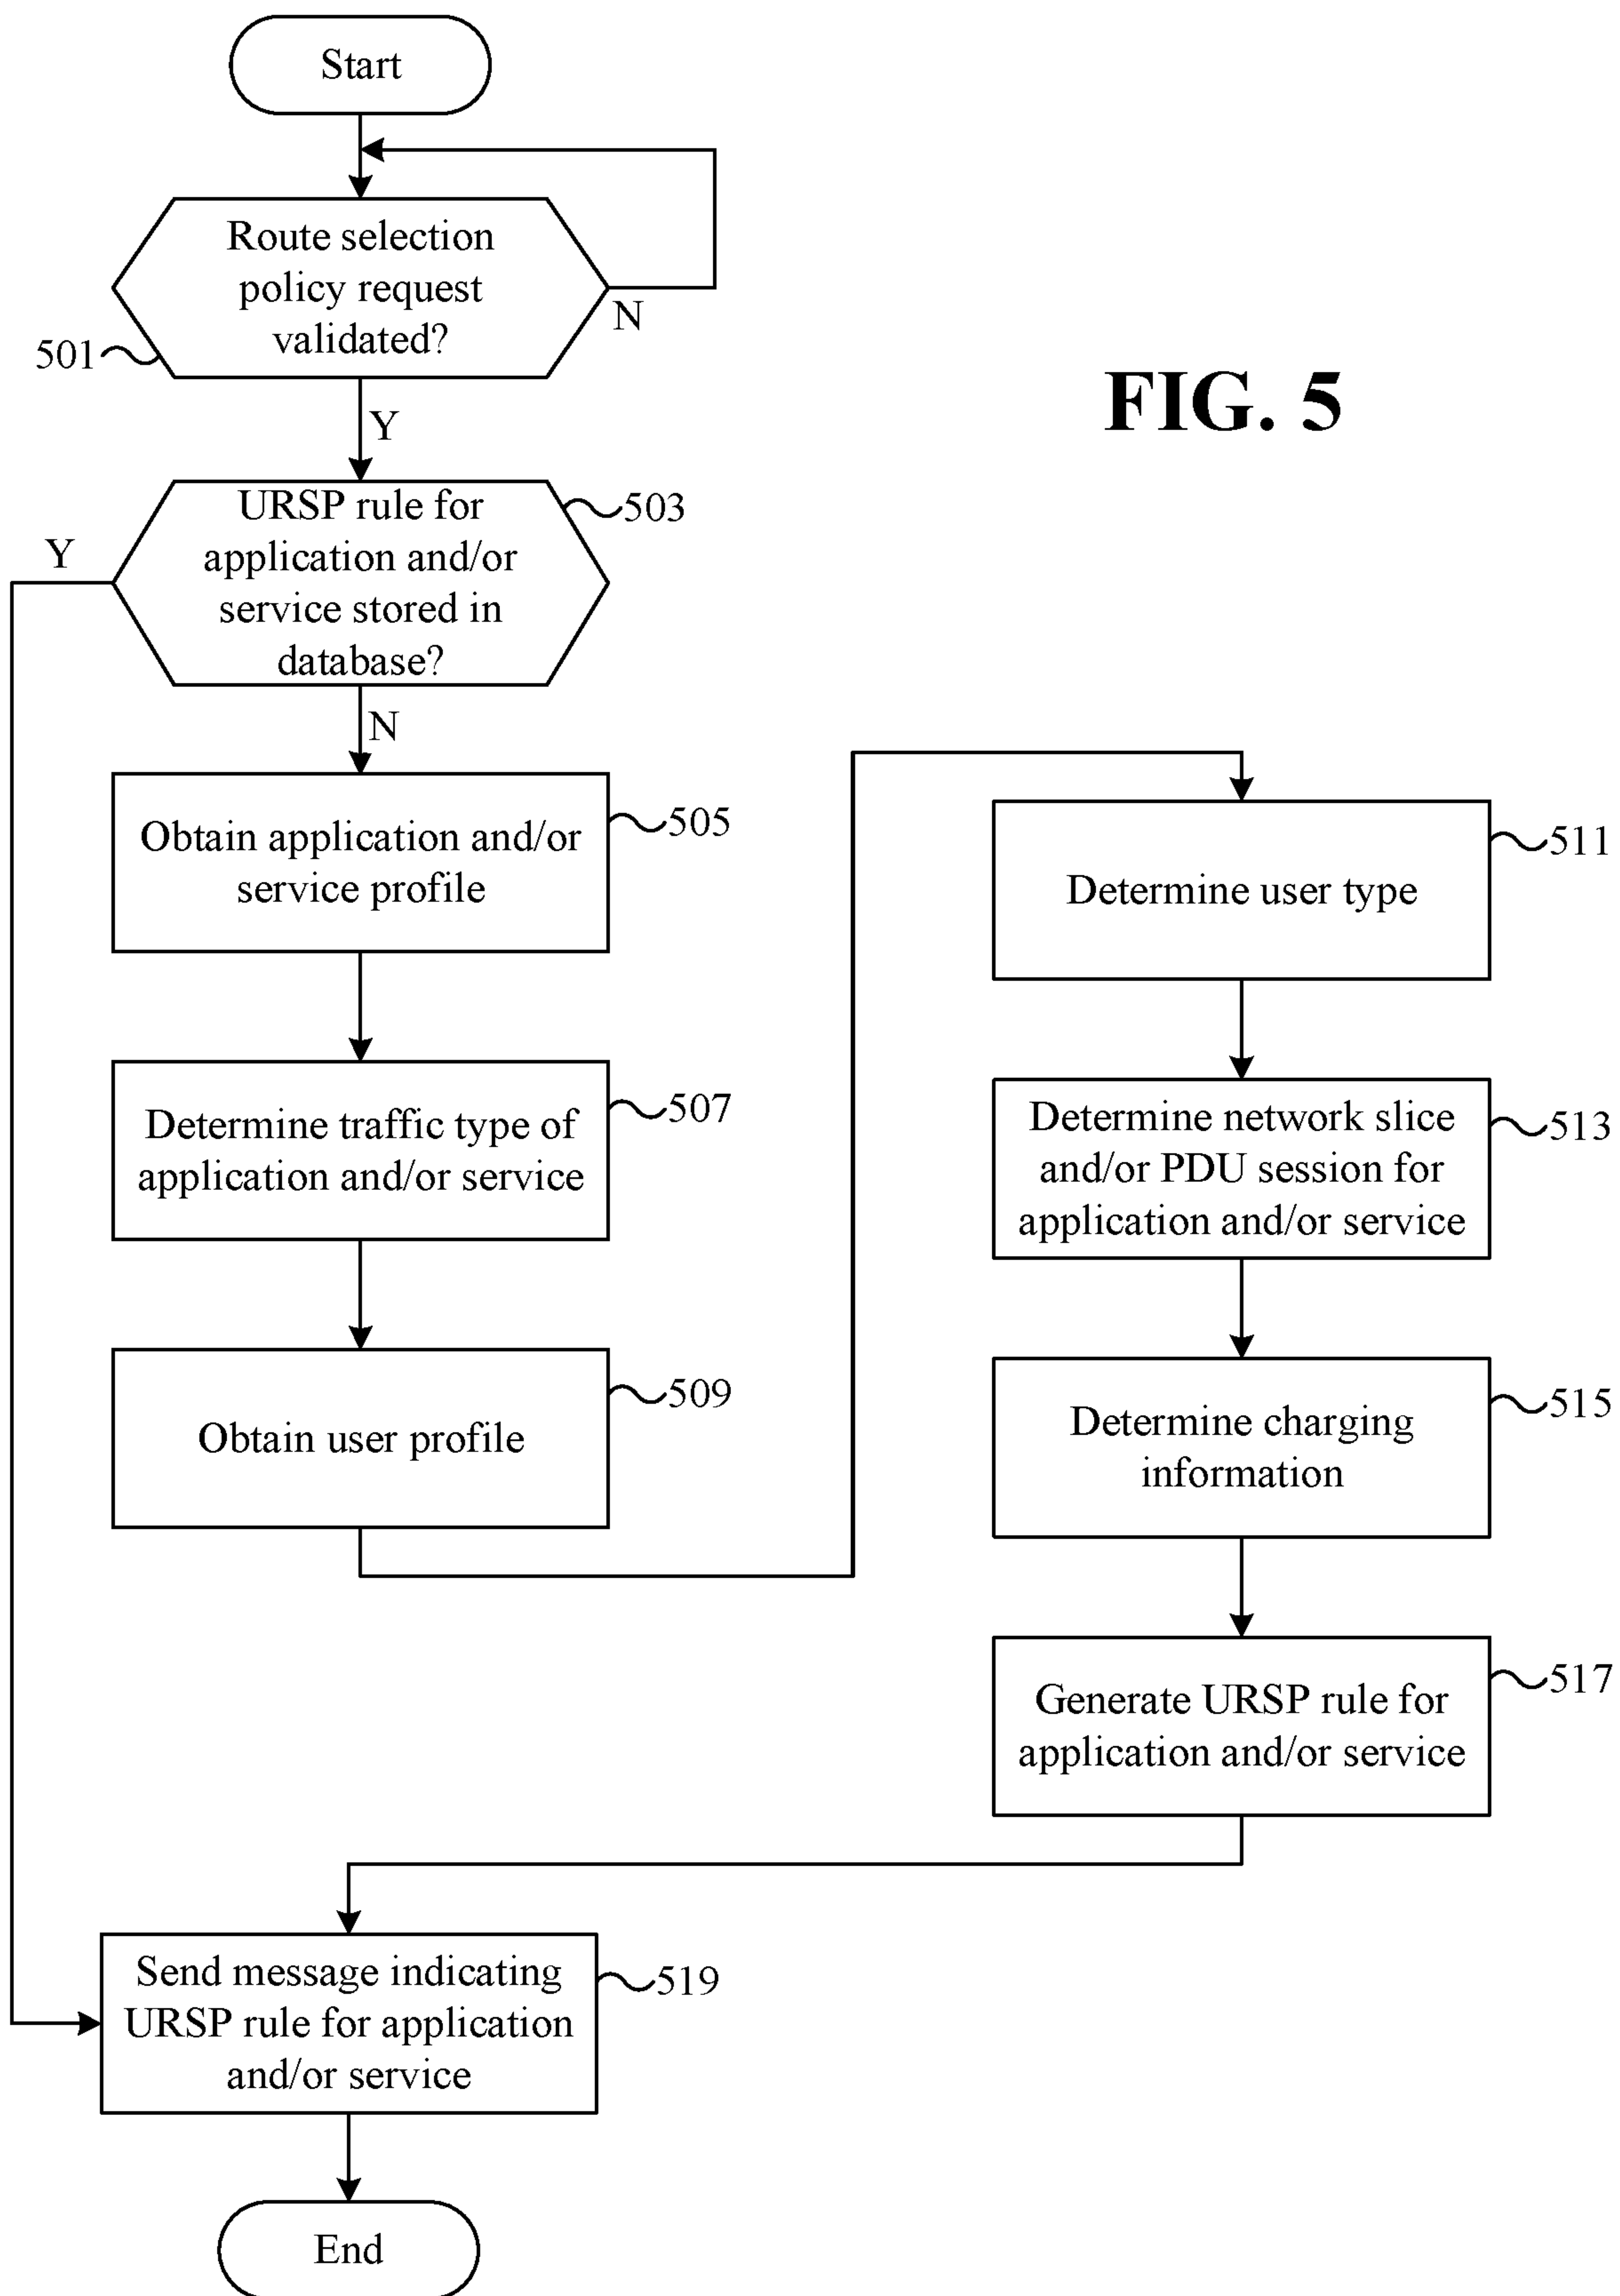 Start
Route selection
policy request
validated?
N
501
Y
FIG. 5
URSP rule for
application and/or
service stored in
database?
503
Y
N
Obtain application and/or
service profile
505
Determine traffic type of
application and/or service
507
Obtain user profile
509
Determine user type
511
Determine network slice
and/or PDU session for
application and/or service
513
Determine charging
information
515
Generate URSP rule for
application and/or service
517
Send message indicating
URSP rule for application
and/or service
519
End